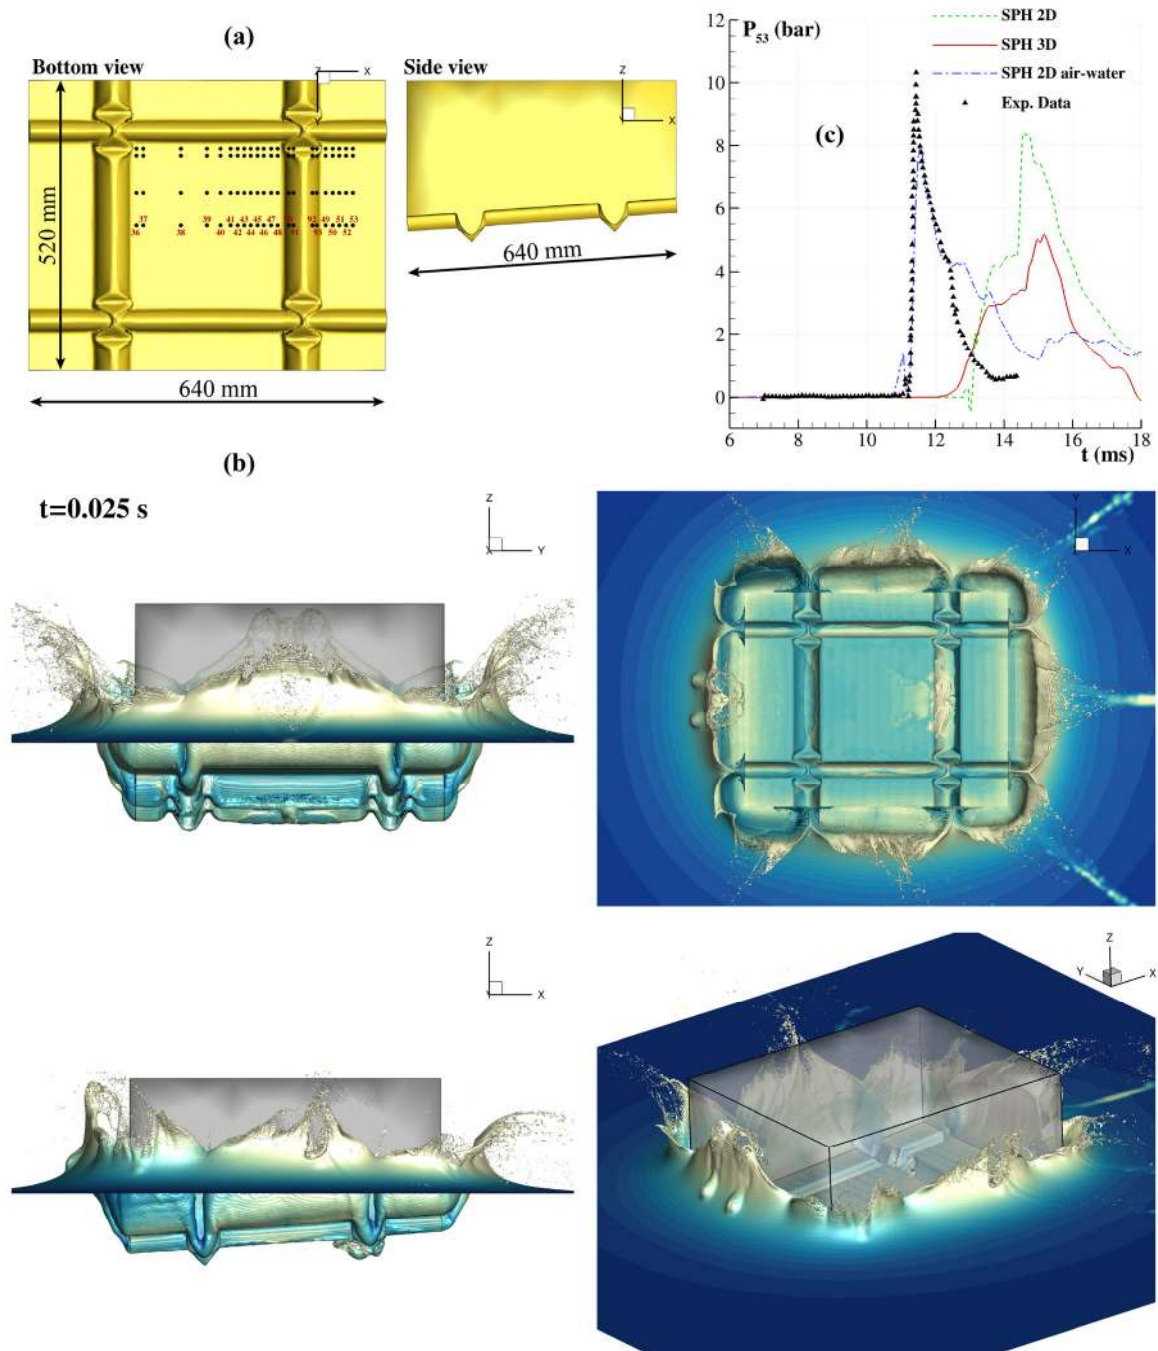 (a)
Bottom view
Z
X
520 mm
37
39
41 43 45 47
92 49 51 53
36
38
40 42 44 46 48
91
93 50 52
640 mm
Side view
Z
X
640 mm
P53 (bar)
12
10
8
6
4
2
0
6 8 10 12 14 16 18
t (ms)
SPH 2D
SPH 3D
SPH 2D air-water
Exp. Data
(c)
(b)
t=0.025 s
Z
X
Y
Y
X
Z
X
Z
Y
X